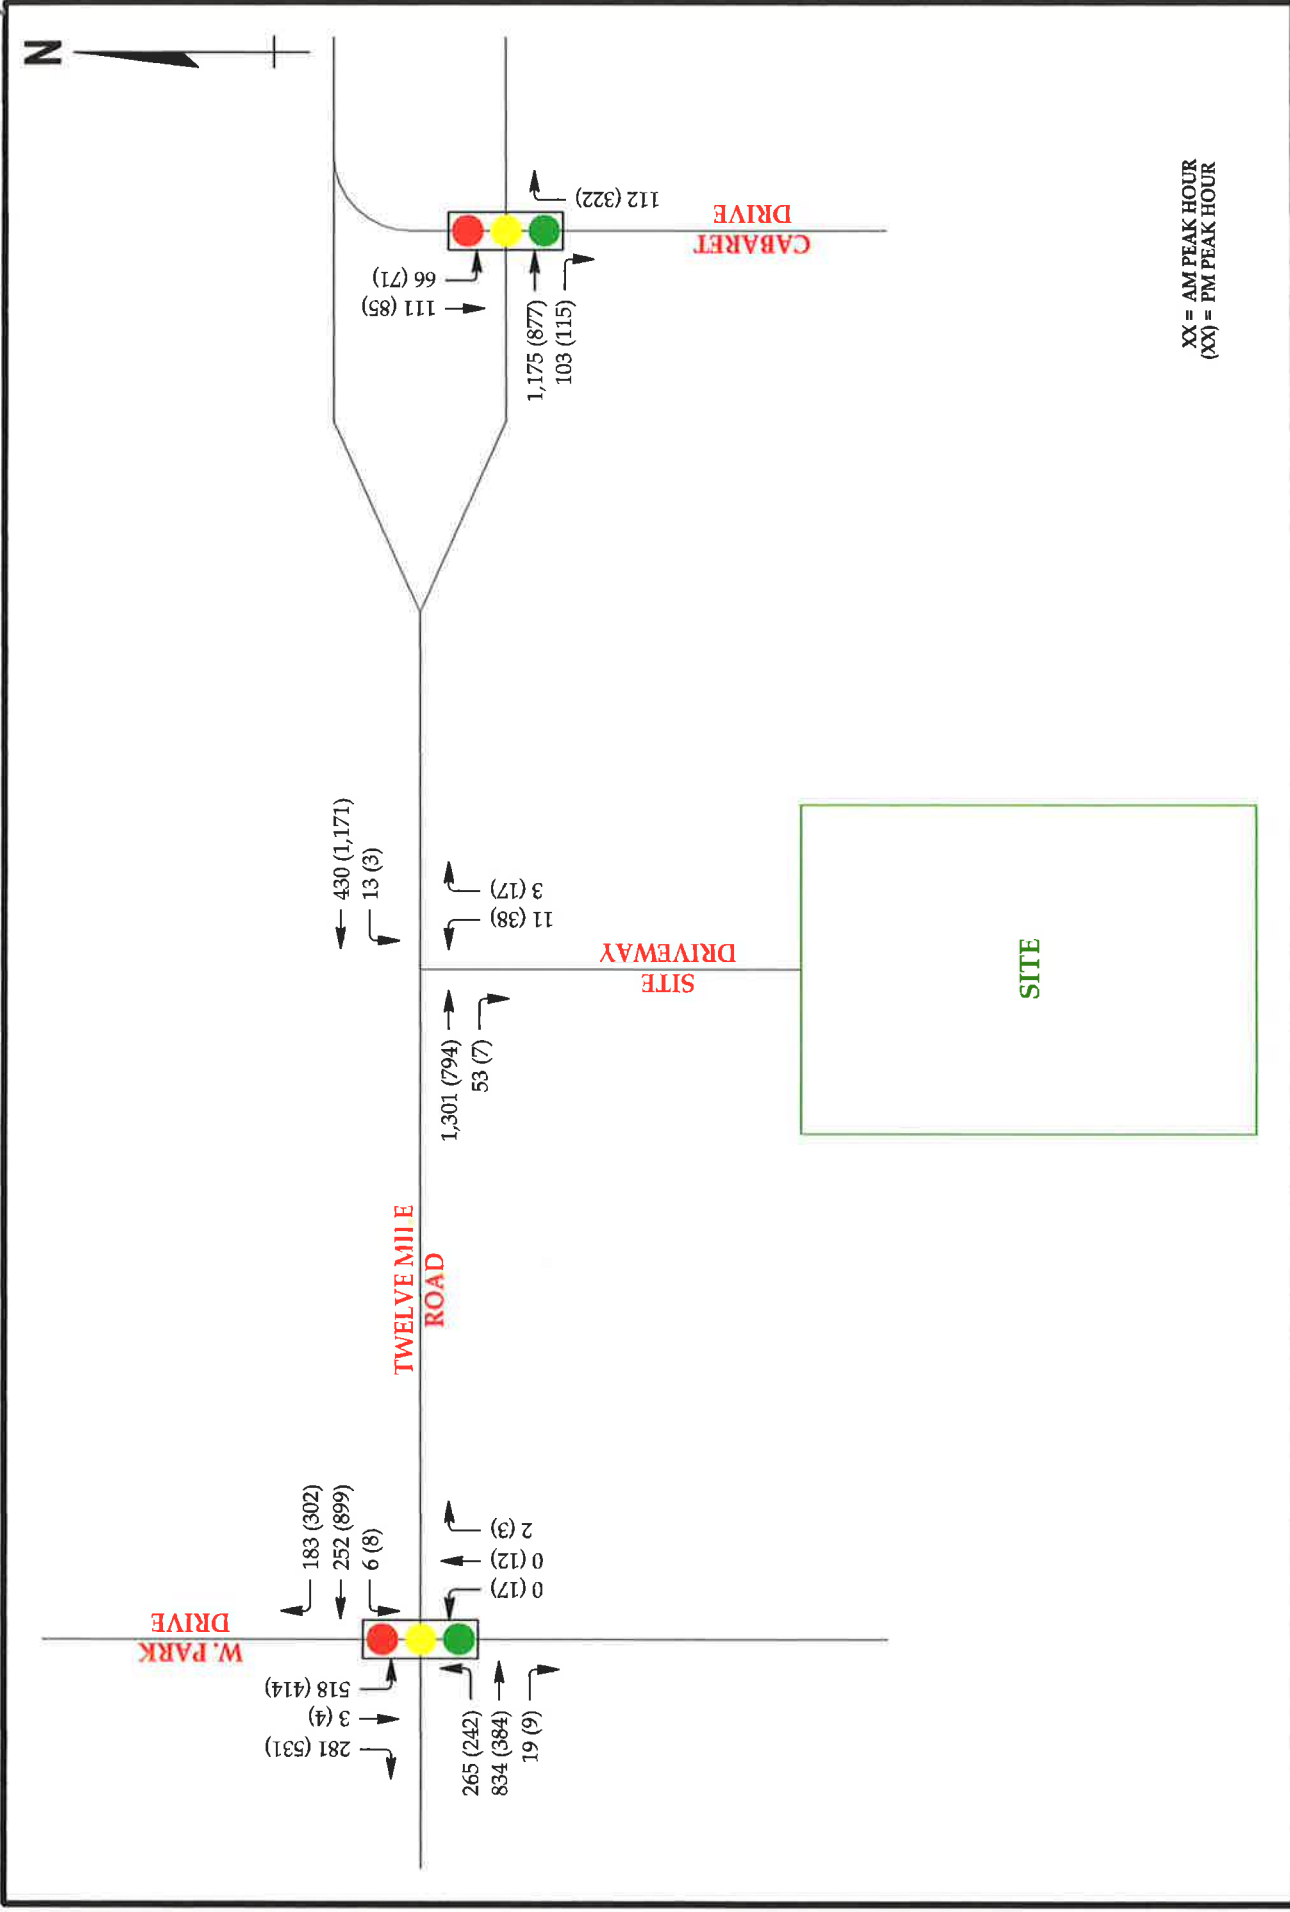 N
W. PARK
DRIVE
183 (302)
252 (899)
6 (8)
281 (531)
3 (4)
518 (414)
265 (242)
834 (384)
19 (9)
0 (17)
0 (12)
2 (3)
TWELVE MILE
ROAD
430 (1,171)
13 (3)
1,301 (794)
53 (7)
11 (38)
3 (17)
SITE
DRIVEWAY
SITE
111 (85)
66 (71)
1,175 (877)
103 (115)
112 (322)
CABARET
DRIVE
XX = AM PEAK HOUR
(XX) = PM PEAK HOUR